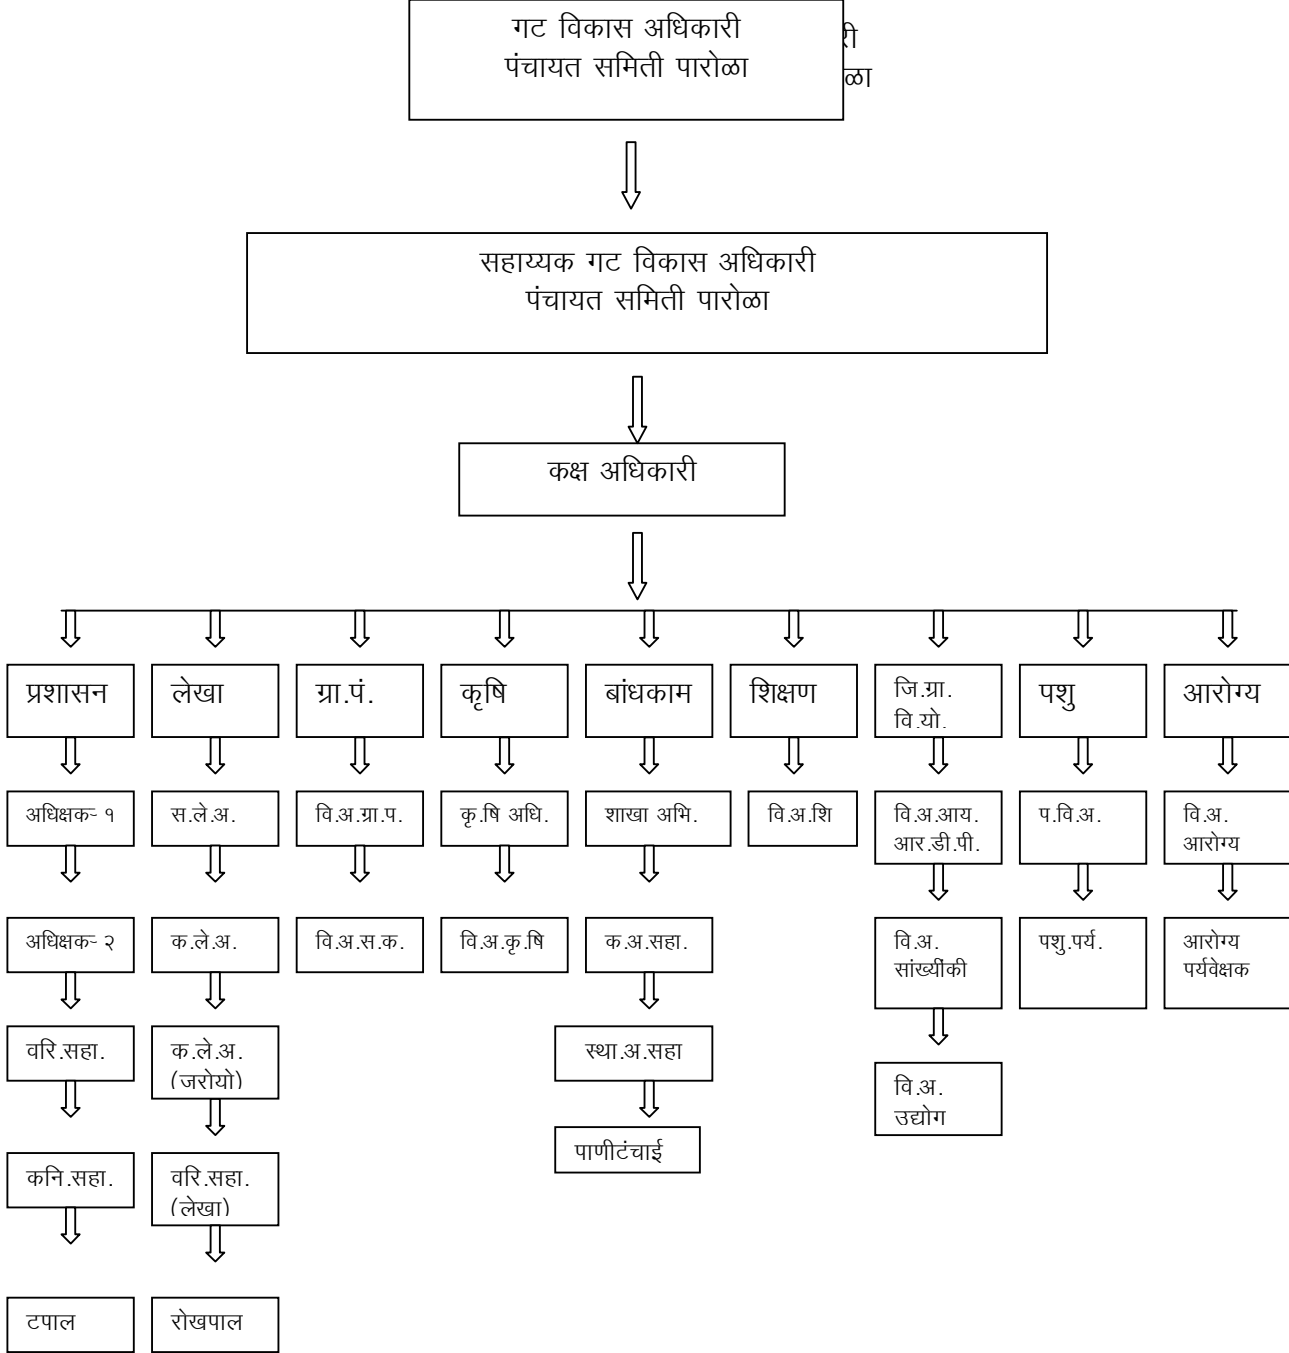 गट विकास अधिकारी
पंचायत समिती पारोळा
री
ळा
सहाय्यक गट विकास अधिकारी
पंचायत समिती पारोळा
कक्ष अधिकारी
प्रशासन
लेखा
ग्रा.पं.
कृषि
बांधकाम
शिक्षण
जि.ग्रा.
वि.यो.
पशु
आरोग्य
अधिक्षक- १
स.ले.अ.
वि.अ.ग्रा.प.
कृ.षि अधि.
शाखा अभि.
वि.अ.शि
वि.अ.आय.
आर.डी.पी.
प.वि.अ.
वि.अ.
आरोग्य
अधिक्षक- २
क.ले.अ.
वि.अ.स.क.
वि.अ.कृ.षि
क.अ.सहा.
वि.अ.
सांख्यींकी
पशु.पर्य.
आरोग्य
पर्यवेक्षक
वरि.सहा.
क.ले.अ.
(जरोयो)
स्था.अ.सहा
वि.अ.
उद्योग
पाणीटंचाई
कनि.सहा.
वरि.सहा.
(लेखा)
टपाल
रोखपाल